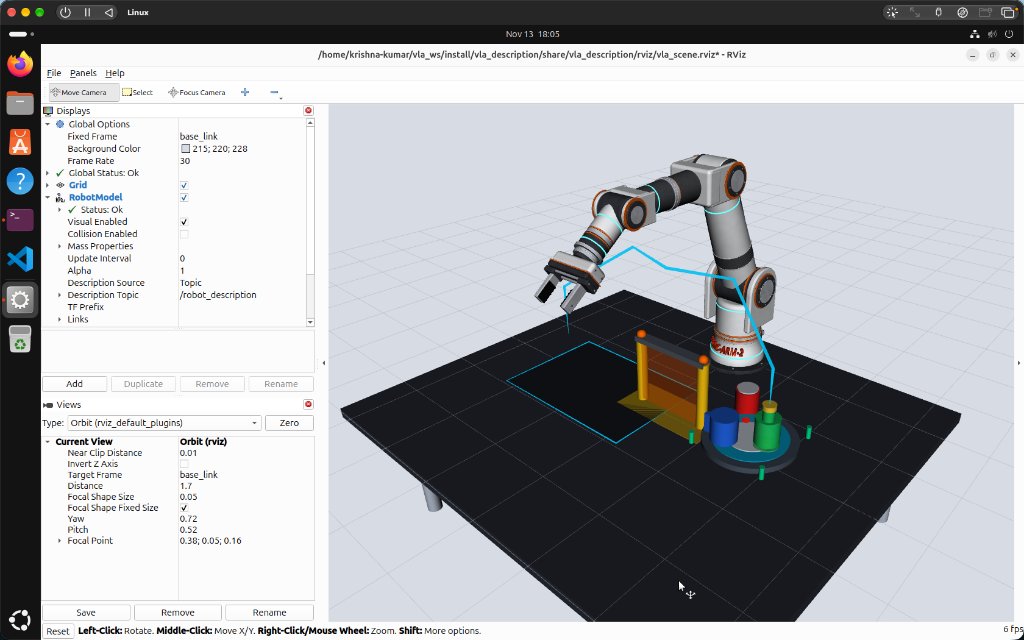 Linux
Nov 13 18:05
/home/krishna-kumar/vla_ws/install/vla_description/share/vla_description/rviz/vla_scene.rviz* - RViz
File Panels Help
Move Camera Select Focus Camera
Displays
Global Options
Fixed Frame base_link
Background Color 215; 220; 228
Frame Rate 30
Global Status: Ok
Grid
RobotModel
Status: Ok
Visual Enabled
Collision Enabled
Mass Properties
Update Interval 0
Alpha 1
Description Source Topic
Description Topic /robot_description
TF Prefix
Links
Add Duplicate Remove Rename
Views
Type: Orbit (rviz_default_plugins) Zero
Current View Orbit (rviz)
Near Clip Distance 0.01
Invert Z Axis
Target Frame base_link
Distance 1.7
Focal Shape Size 0.05
Focal Shape Fixed Size
Yaw 0.72
Pitch 0.52
Focal Point 0.38; 0.05; 0.16
Save Remove Rename
Reset Left-Click: Rotate. Middle-Click: Move X/Y. Right-Click/Mouse Wheel: Zoom. Shift: More options.
6 fps